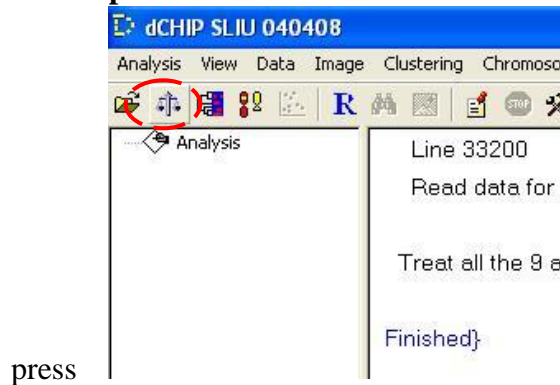 dCHIP SLIU 040408
Analysis View Data Image Clustering Chromoso
R STOP
Analysis
Line 33200
Read data for
Treat all the 9 a
Finished}
press